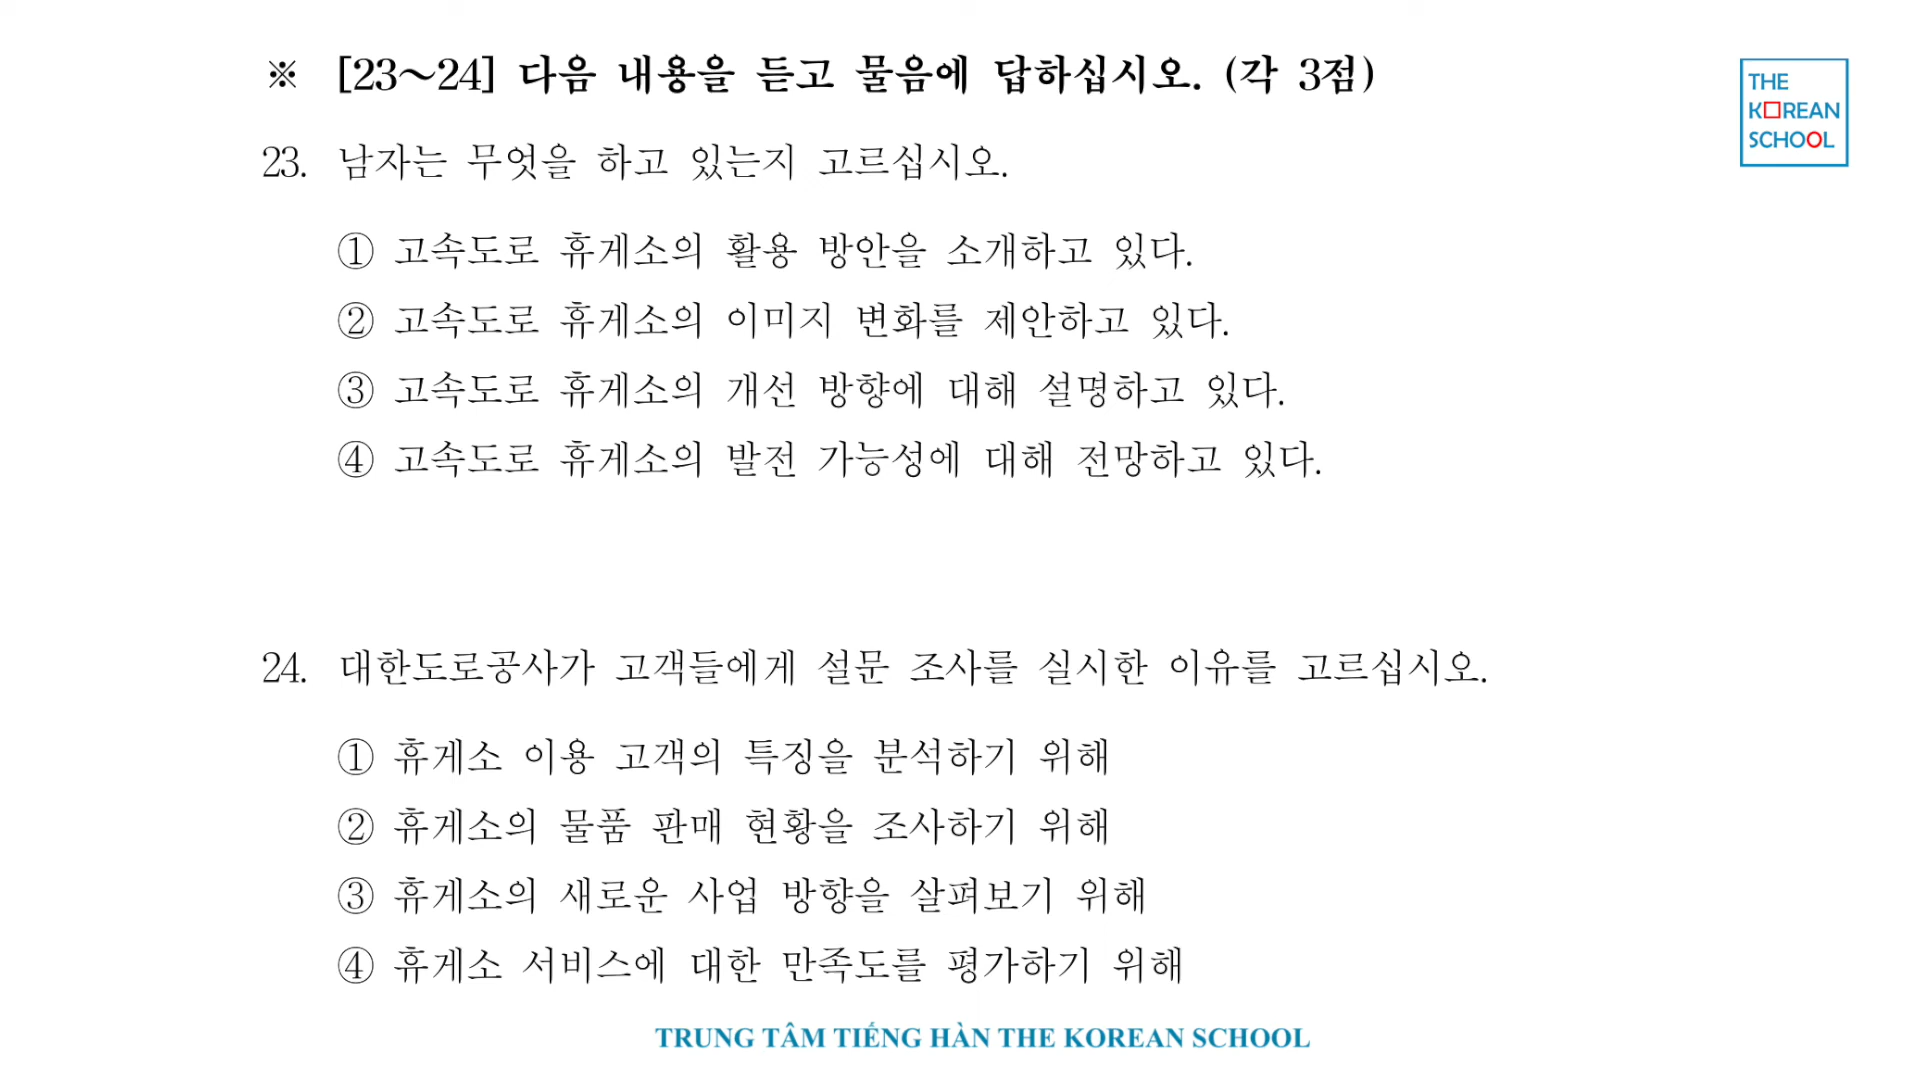 ※ [23～24] 다음 내용을 듣고 물음에 답하십시오. (각 3점)
THE
KOREAN
SCHOOL
23. 남자는 무엇을 하고 있는지 고르십시오.
① 고속도로 휴게소의 활용 방안을 소개하고 있다.
② 고속도로 휴게소의 이미지 변화를 제안하고 있다.
③ 고속도로 휴게소의 개선 방향에 대해 설명하고 있다.
④ 고속도로 휴게소의 발전 가능성에 대해 전망하고 있다.
24. 대한도로공사가 고객들에게 설문 조사를 실시한 이유를 고르십시오.
① 휴게소 이용 고객의 특징을 분석하기 위해
② 휴게소의 물품 판매 현황을 조사하기 위해
③ 휴게소의 새로운 사업 방향을 살펴보기 위해
④ 휴게소 서비스에 대한 만족도를 평가하기 위해
TRUNG TÂM TIẾNG HÀN THE KOREAN SCHOOL